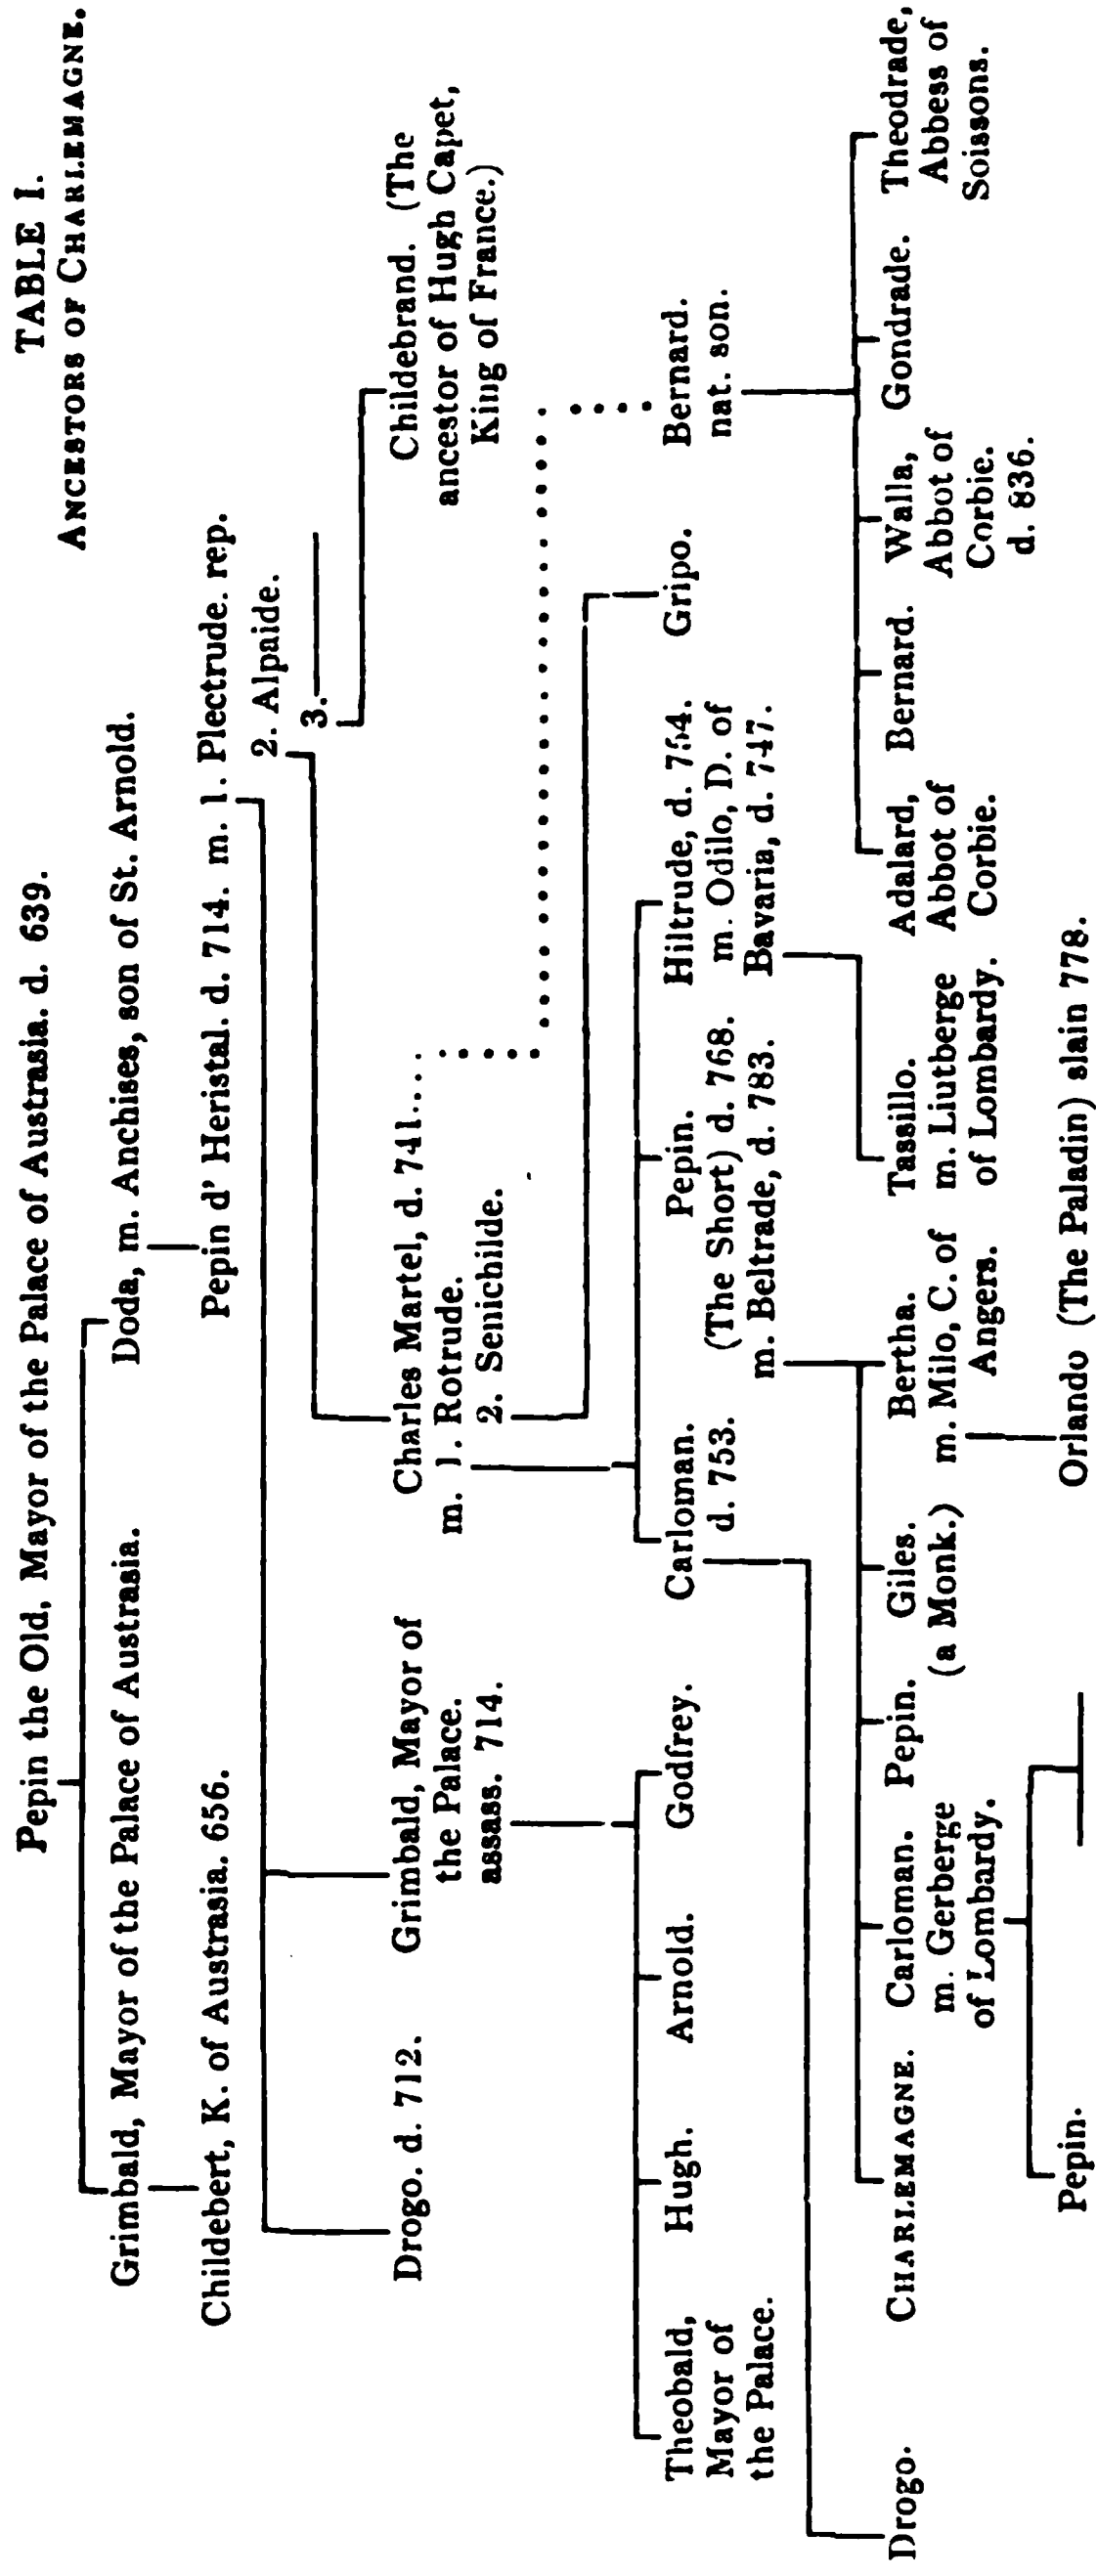 TABLE I.
ANCESTORS OF CHARLEMAGNE.
Pepin the Old, Mayor of the Palace of Austrasia. d. 639.
Grimbald, Mayor of the Palace of Austrasia.
Doda, m. Anchises, son of St. Arnold.
Childebert, K. of Austrasia. 656.
Pepin d' Heristal. d. 714. m. 1. Plectrude. rep.
2. Alpaide.
3.
Drogo. d. 712.
Grimbald, Mayor of
the Palace.
assass. 714.
Charles Martel, d. 741....
m. 1. Rotrude.
2. Senichilde.
Childebrand. (The
ancestor of Hugh Capet,
King of France.)
Theobald,
Mayor of
the Palace.
Hugh.
Arnold.
Godfrey.
Carloman.
d. 753.
Pepin.
(The Short) d. 768.
m. Beltrade, d. 783.
Hiltrude, d. 754.
m. Odilo, D. of
Bavaria, d. 747.
Gripo.
Bernard.
nat. son.
Drogo.
CHARLEMAGNE.
Carloman.
m. Gerberge
of Lombardy.
Pepin.
Giles.
(a Monk.)
Bertha.
m. Milo, C. of
Angers.
Tassillo.
m. Liutberge
of Lombardy.
Adalard,
Abbot of
Corbie.
Bernard.
Walla,
Abbot of
Corbie.
d. 836.
Gondrade.
Theodrade,
Abbess of
Soissons.
Pepin.
Orlando (The Paladin) slain 778.